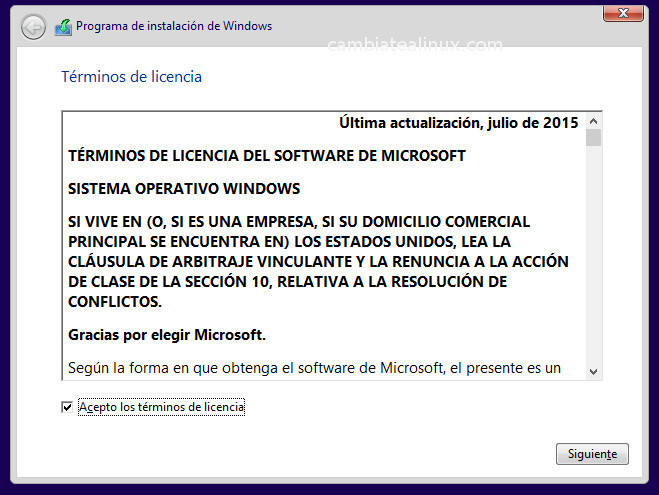 Programa de instalación de Windows
cambiatealinux.com
Términos de licencia
Última actualización, julio de 2015
TÉRMINOS DE LICENCIA DEL SOFTWARE DE MICROSOFT
SISTEMA OPERATIVO WINDOWS
SI VIVE EN (O, SI ES UNA EMPRESA, SI SU DOMICILIO COMERCIAL
PRINCIPAL SE ENCUENTRA EN) LOS ESTADOS UNIDOS, LEA LA
CLÁUSULA DE ARBITRAJE VINCULANTE Y LA RENUNCIA A LA ACCIÓN
DE CLASE DE LA SECCIÓN 10, RELATIVA A LA RESOLUCIÓN DE
CONFLICTOS.
Gracias por elegir Microsoft.
Según la forma en que obtenga el software de Microsoft, el presente es un
Acepto los términos de licencia
Siguiente